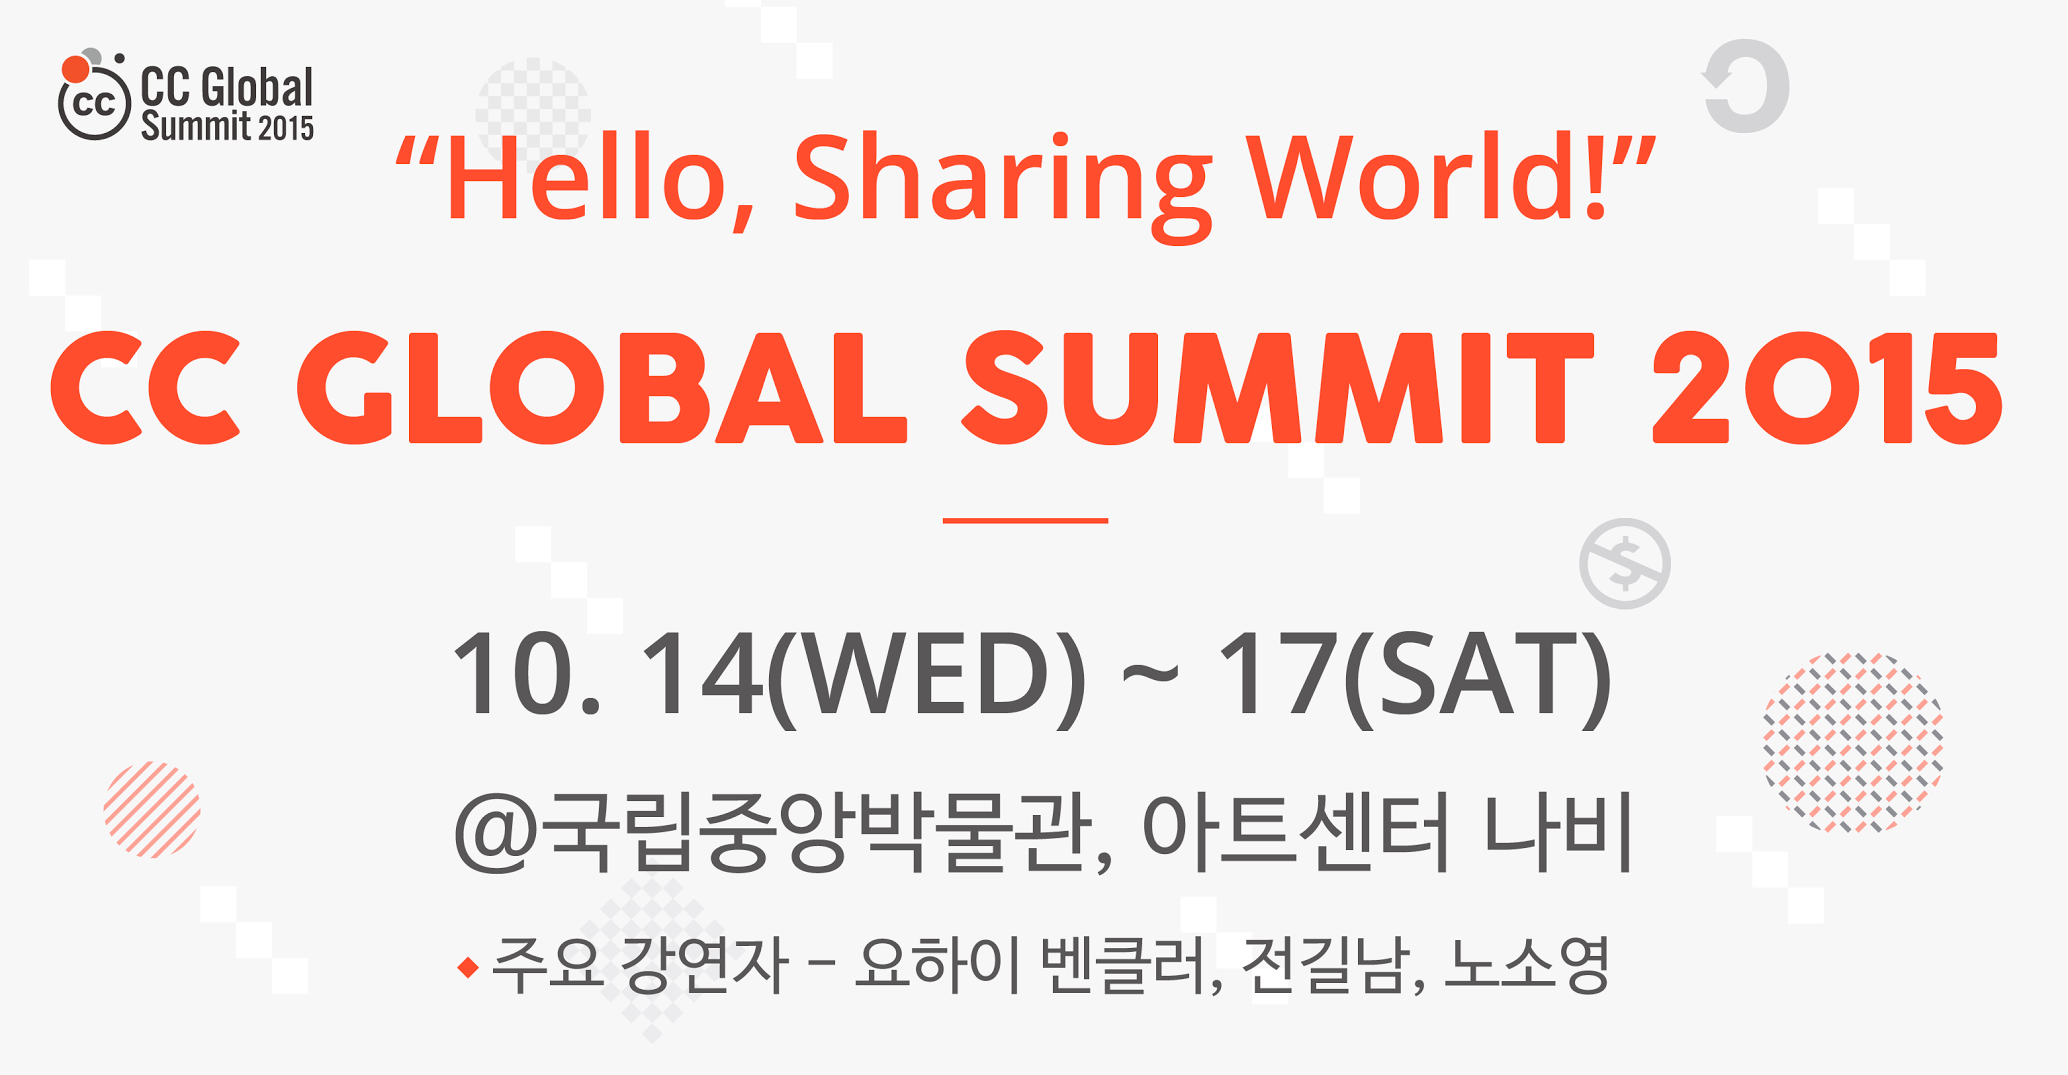 cc
CC Global
Summit 2015
“Hello, Sharing World!”
CC GLOBAL SUMMIT 2015
10. 14(WED) ~ 17(SAT)
@국립중앙박물관, 아트센터 나비
주요 강연자 - 요하이 벤클러, 전길남, 노소영